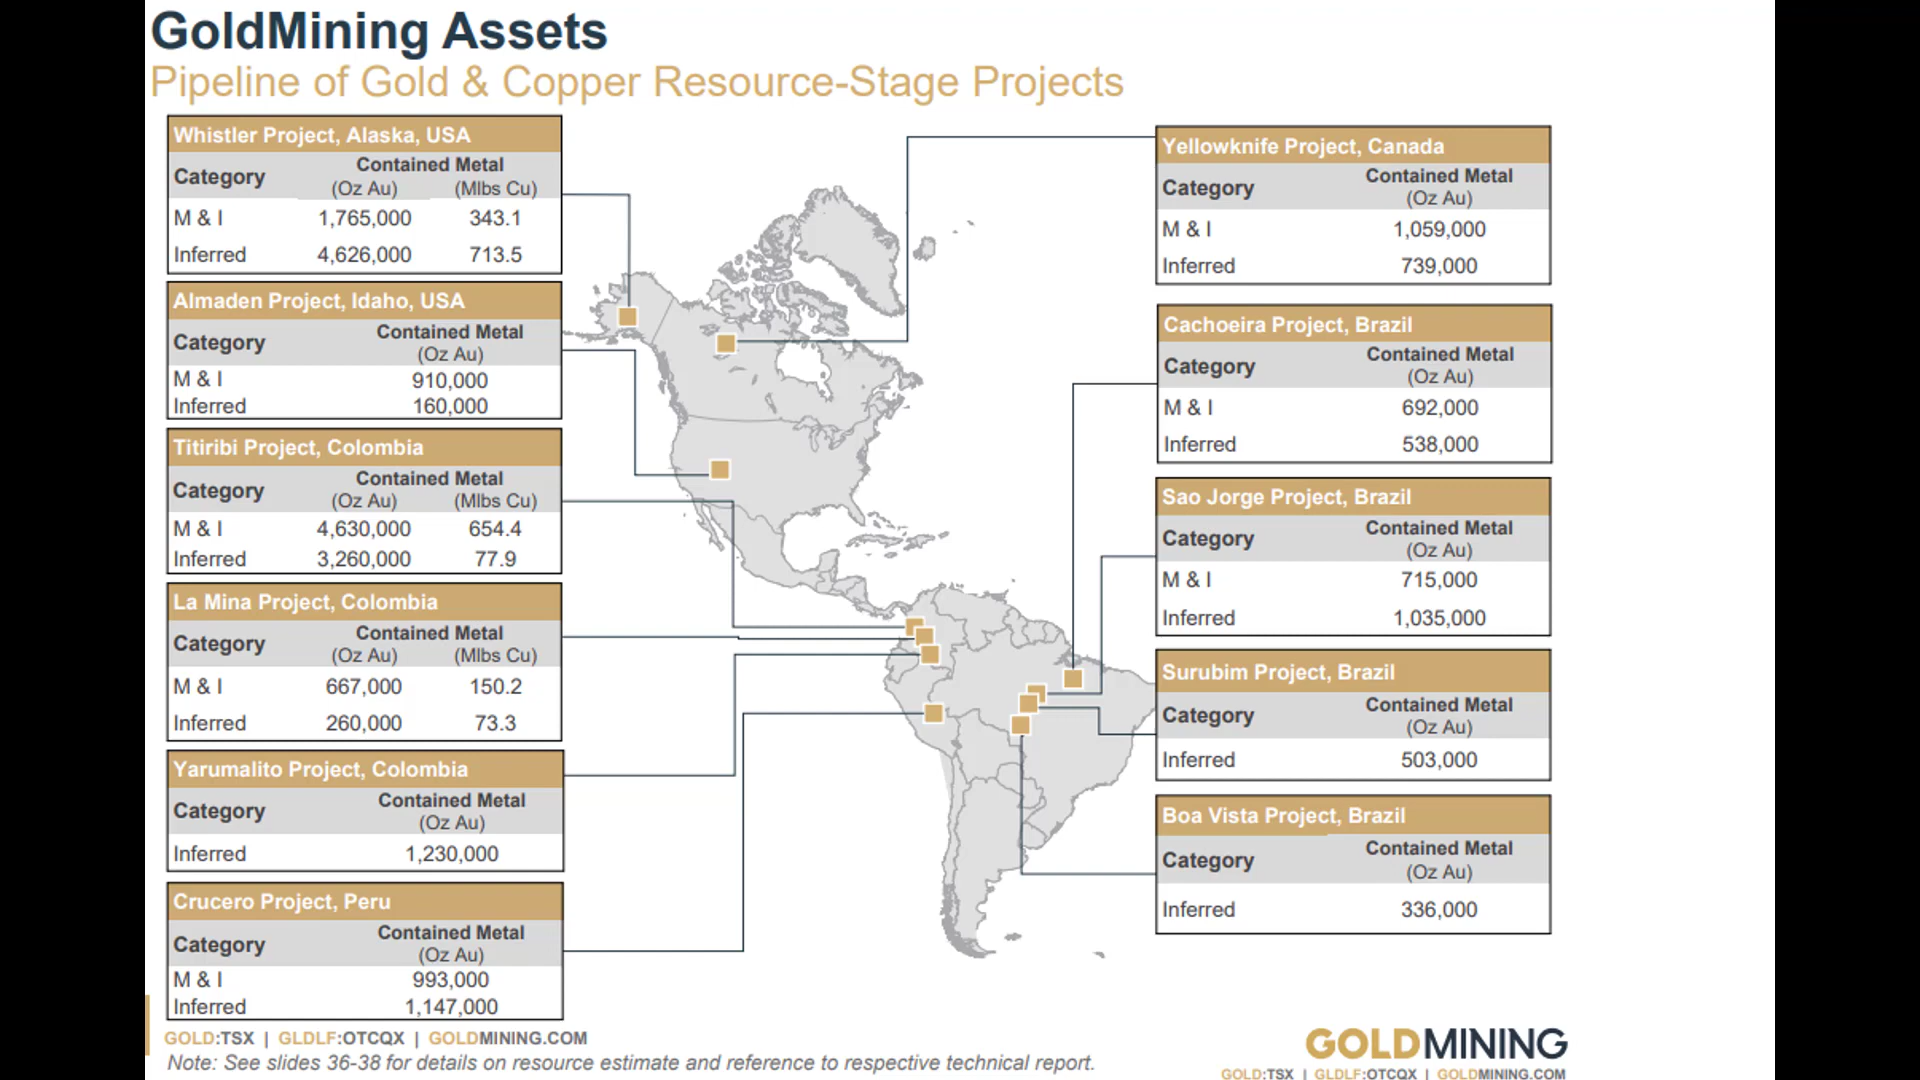 GoldMining Assets
Pipeline of Gold & Copper Resource-Stage Projects
Whistler Project, Alaska, USA
Category Contained Metal
(Oz Au) (Mlbs Cu)
M & I 1,765,000 343.1
Inferred 4,626,000 713.5
Almaden Project, Idaho, USA
Category Contained Metal
(Oz Au)
M & I 910,000
Inferred 160,000
Titiribi Project, Colombia
Category Contained Metal
(Oz Au) (Mlbs Cu)
M & I 4,630,000 654.4
Inferred 3,260,000 77.9
La Mina Project, Colombia
Category Contained Metal
(Oz Au) (Mlbs Cu)
M & I 667,000 150.2
Inferred 260,000 73.3
Yarumalito Project, Colombia
Category Contained Metal
(Oz Au)
Inferred 1,230,000
Crucero Project, Peru
Category Contained Metal
(Oz Au)
M & I 993,000
Inferred 1,147,000
Yellowknife Project, Canada
Category Contained Metal
(Oz Au)
M & I 1,059,000
Inferred 739,000
Cachoeira Project, Brazil
Category Contained Metal
(Oz Au)
M & I 692,000
Inferred 538,000
Sao Jorge Project, Brazil
Category Contained Metal
(Oz Au)
M & I 715,000
Inferred 1,035,000
Surubim Project, Brazil
Category Contained Metal
(Oz Au)
Inferred 503,000
Boa Vista Project, Brazil
Category Contained Metal
(Oz Au)
Inferred 336,000
GOLD:TSX | GLDLF:OTCQX | GOLDMINING.COM
Note: See slides 36-38 for details on resource estimate and reference to respective technical report.
GOLDMINING
GOLD:TSX | GLDLF:OTCQX | GOLDMINING.COM